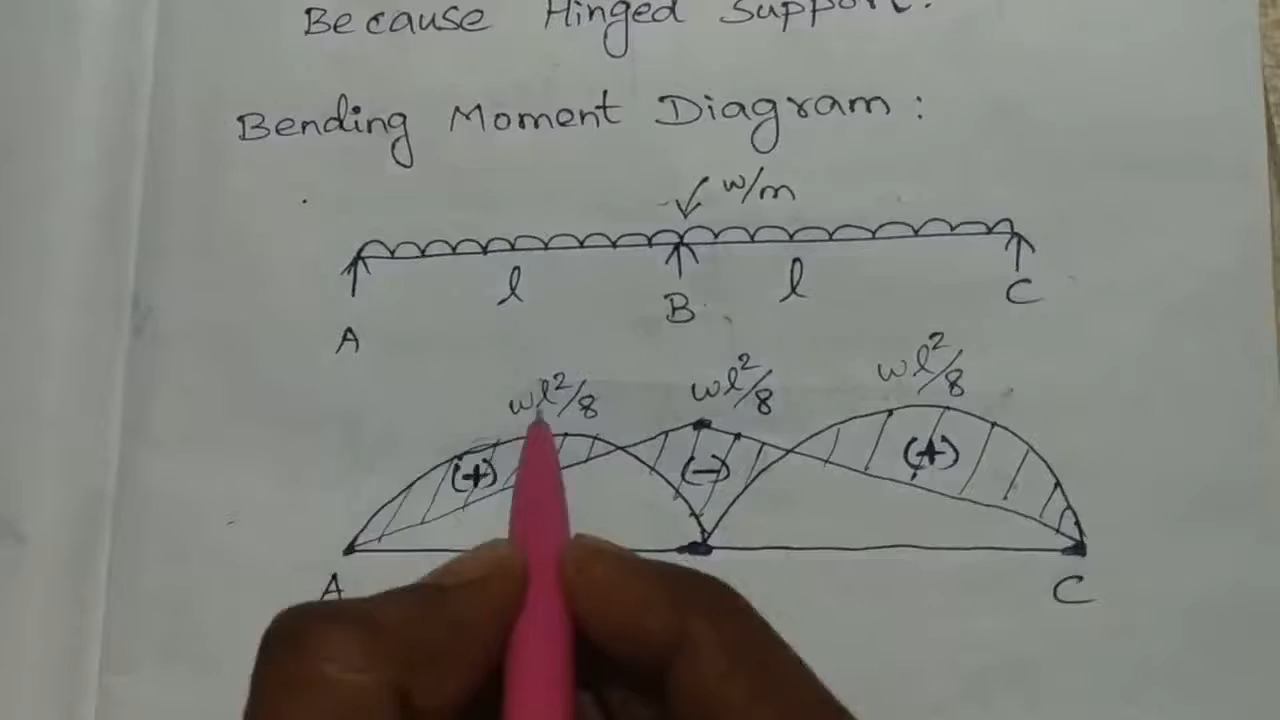 Because Hinged Support.
Bending Moment Diagram :
w/m
l l
A B C
wl²/8 wl²/8 wl²/8
(+) (-) (+)
A C